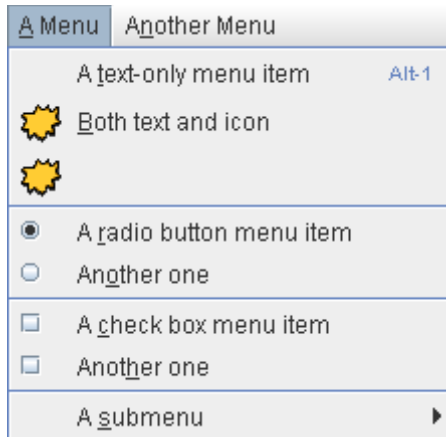 A Menu Another Menu
A text-only menu item Alt-1
Both text and icon
A radio button menu item
Another one
A check box menu item
Another one
A submenu